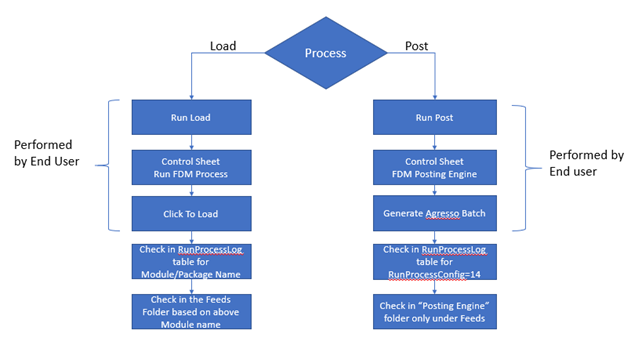 Load
Process
Post
Performed
by End User
Run Load
Control Sheet
Run FDM Process
Click To Load
Check in RunProcessLog
table for
Module/Package Name
Check in the Feeds
Folder based on above
Module name
Run Post
Control Sheet
FDM Posting Engine
Generate Agresso Batch
Check in RunProcessLog
table for
RunProcessConfig=14
Check in “Posting Engine”
folder only under Feeds
Performed by
End user